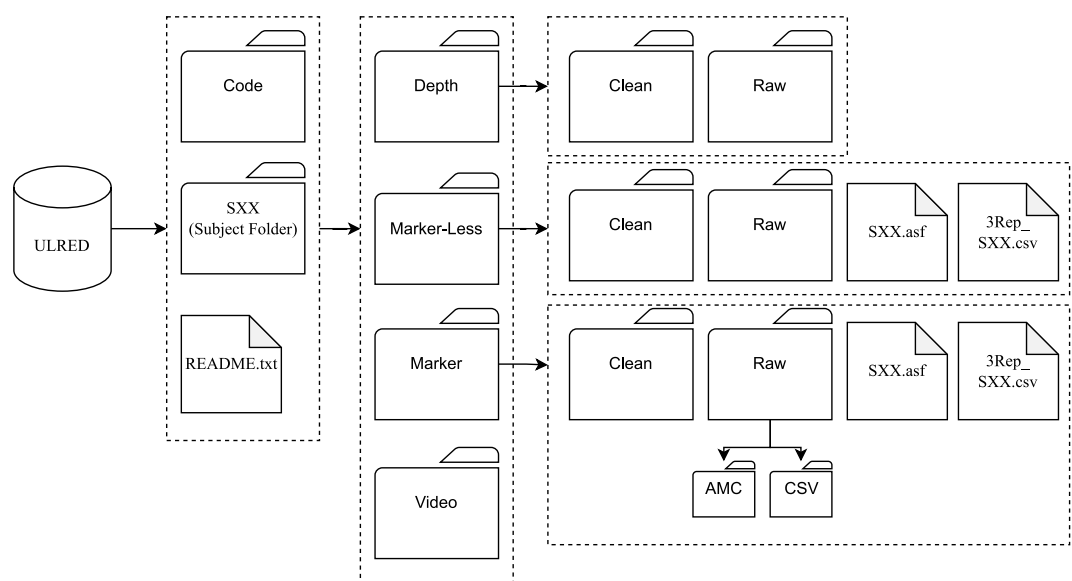 ULRED
Code
SXX
(Subject Folder)
README.txt
Depth
Marker-Less
Marker
Video
Clean
Raw
Clean
Raw
SXX.asf
3Rep_
SXX.csv
Clean
Raw
SXX.asf
3Rep_
SXX.csv
AMC
CSV